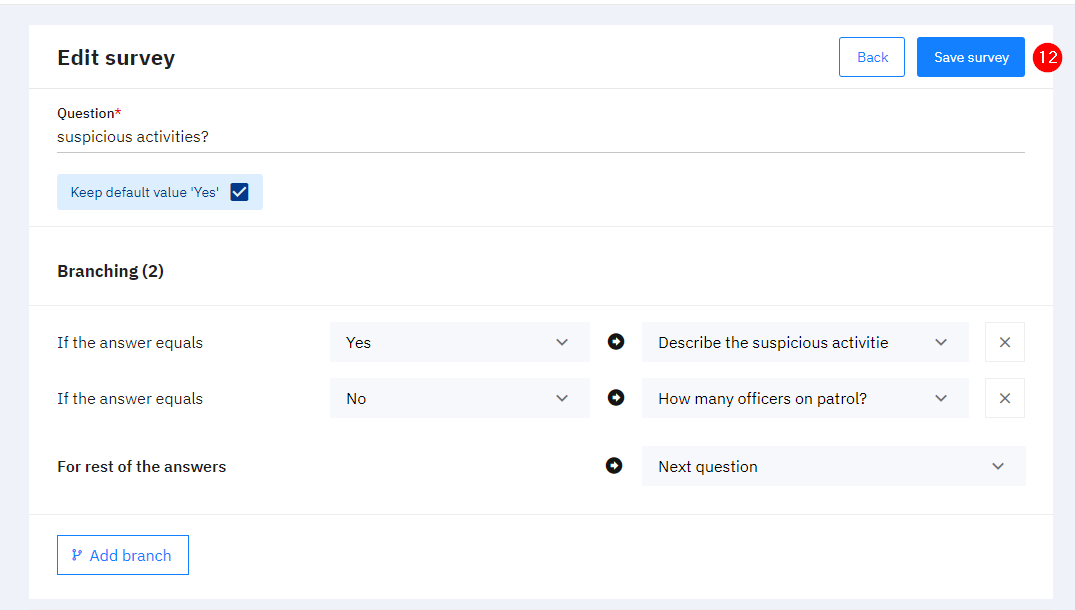 Edit survey
Back
Save survey
12
Question*
suspicious activities?
Keep default value 'Yes'
Branching (2)
If the answer equals Yes Describe the suspicious activitie
If the answer equals No How many officers on patrol?
For rest of the answers Next question
Add branch